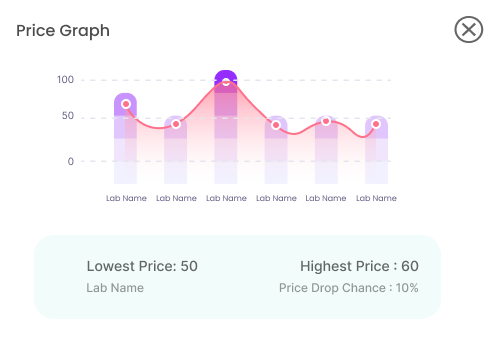 Price Graph
100
50
0
Lab Name Lab Name Lab Name Lab Name Lab Name Lab Name
Lowest Price: 50
Highest Price : 60
Lab Name
Price Drop Chance : 10%